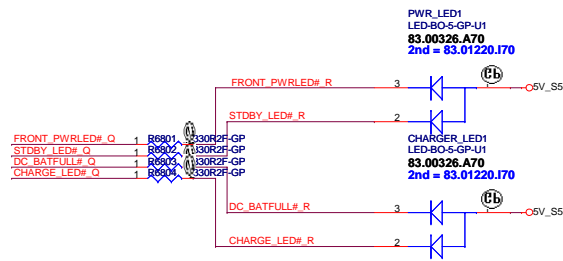 PWR_LED1
LED-BO-5-GP-U1
83.00326.A70
2nd = 83.01220.I70
FRONT_PWRLED#_R 3
5V_S5
STDBY_LED#_R 2
FRONT_PWRLED#_Q 1 R6801 330R2F-GP
STDBY_LED#_Q 1 R6802 330R2F-GP
DC_BATFULL#_Q 1 R6803 330R2F-GP
CHARGE_LED#_Q 1 R6804 330R2F-GP
CHARGER_LED1
LED-BO-5-GP-U1
83.00326.A70
2nd = 83.01220.I70
DC_BATFULL#_R 3
5V_S5
CHARGE_LED#_R 2